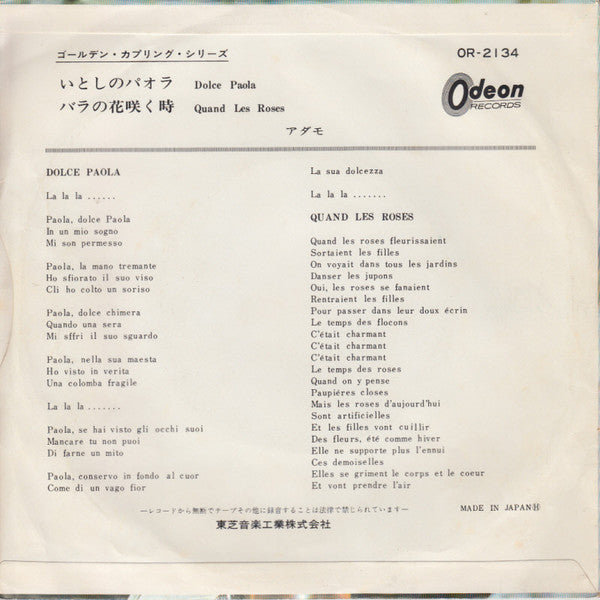 ゴールデン・カプリング・シリーズ
OR-2134
いとしのパオラ Dolce Paola
バラの花咲く時 Quand Les Roses
アダモ
Odeon
RECORDS
DOLCE PAOLA
La la la ......
Paola, dolce Paola
In un mio sogno
Mi son permesso
Paola, la mano tremante
Ho sfiorato il suo viso
Cli ho colto un soriso
Paola, dolce chimera
Quando una sera
Mi sffri il suo sguardo
Paola, nella sua maesta
Ho visto in verita
Una colomba fragile
La la la .......
Paola, se hai visto gli occhi suoi
Mancare tu non puoi
Di farne un mito
Paola, conservo in fondo al cuor
Come di un vago fior
La sua dolcezza
La la la .......
QUAND LES ROSES
Quand les roses fleurissaient
Sortaient les filles
On voyait dans tous les jardins
Danser les jupons
Oui, les roses se fanaient
Rentraient les filles
Pour passer dans leur doux écrin
Le temps des flocons
C'était charmant
C'était charmant
C'était charmant
Le temps des roses
Quand on y pense
Paupiéres closes
Mais les roses d'aujourd'hui
Sont artificielles
Et les filles vont cuillir
Des fleurs, été comme hiver
Elle ne supporte plus l'ennui
Ces demoiselles
Elles se griment le corps et le coeur
Et vont prendre l'air
—レコードから無断でテープその他に録音することは法律で禁じられています—
東芝音楽工業株式会社
MADE IN JAPAN Ⓗ